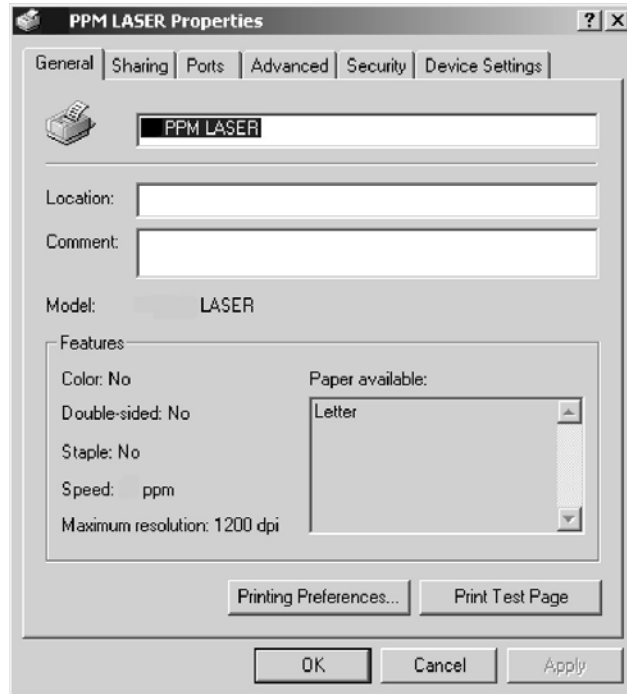 PPM LASER Properties
General Sharing Ports Advanced Security Device Settings
PPM LASER
Location:
Comment:
Model: LASER
Features
Color: No
Paper available:
Double-sided: No
Letter
Staple: No
Speed: ppm
Maximum resolution: 1200 dpi
Printing Preferences... Print Test Page
OK Cancel Apply